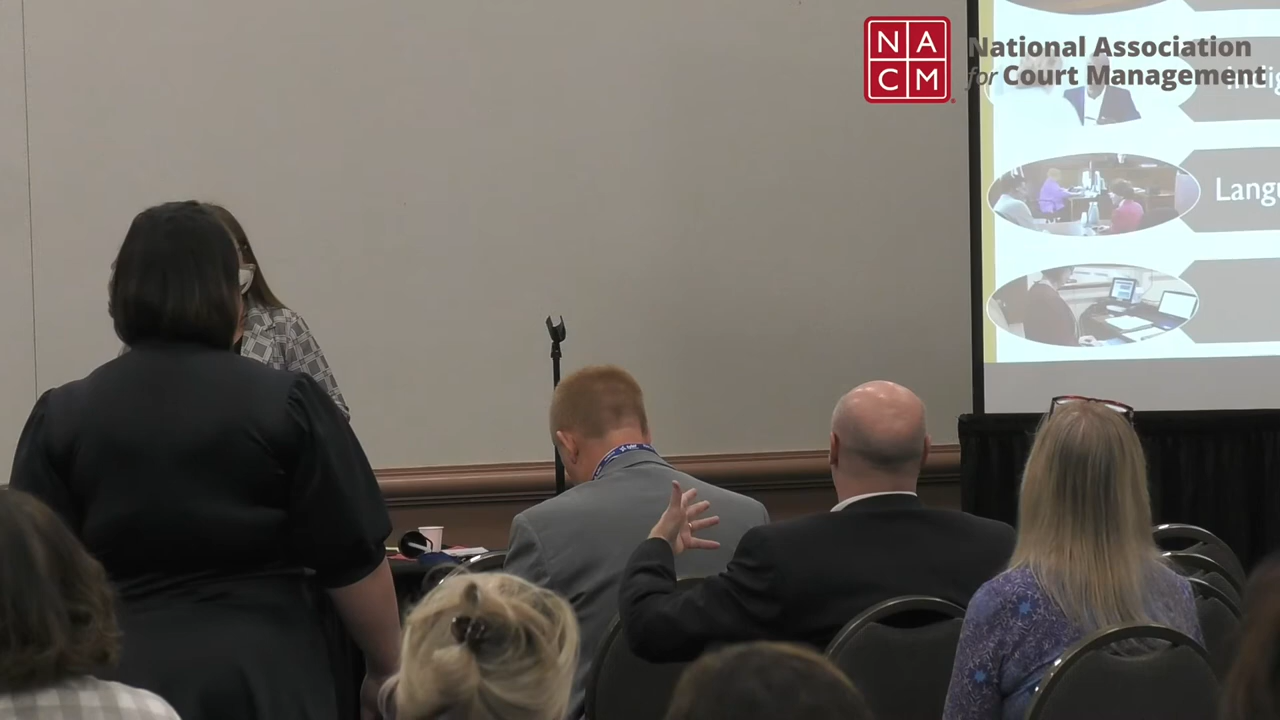 NA
CM
National Association
for Court Management
Langu